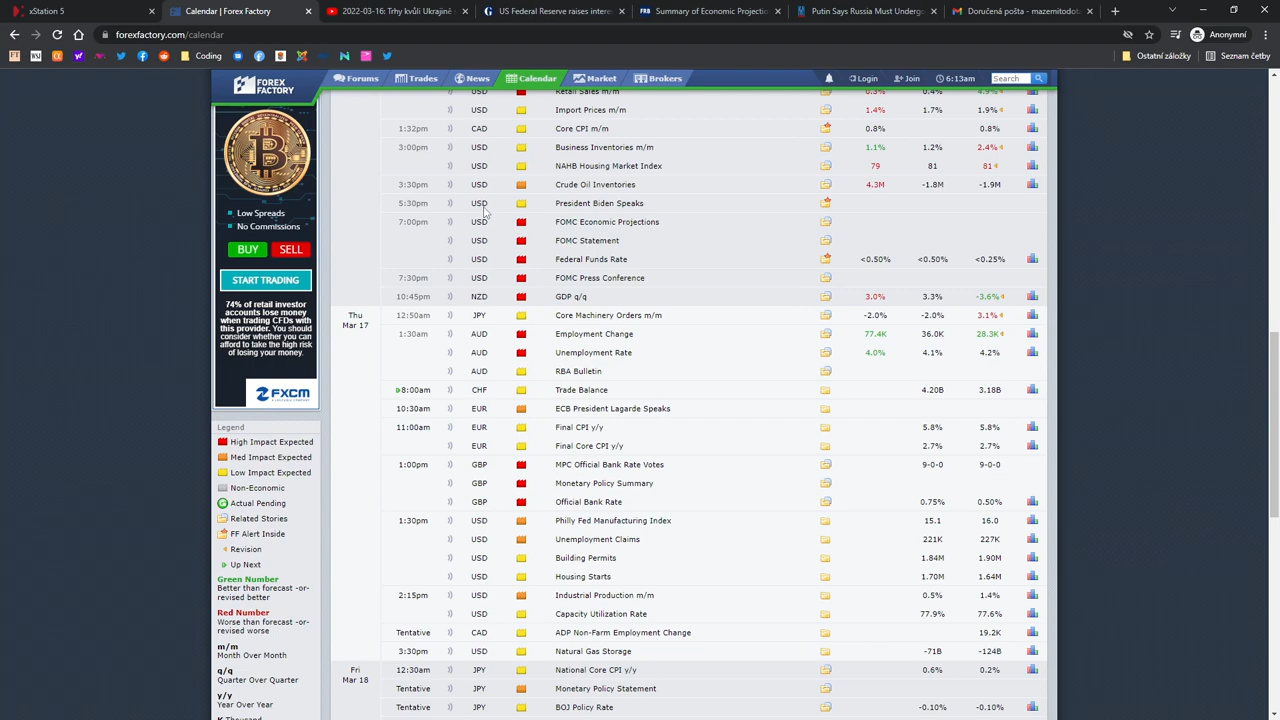 xStation 5
Calendar | Forex Factory
2022-03-16: Trhy kvůli Ukrajině
US Federal Reserve raises inter
Summary of Economic Projec
Putin Says Russia Must Underg
Doručená pošta - mazemitodot
forexfactory.com/calendar
Anonymní
Coding
Ostatní záložky
Seznam četby
FOREX FACTORY
Forums Trades News Calendar Market Brokers Login Join 6:13am Search
Low Spreads
No Commissions
BUY SELL
START TRADING
74% of retail investor
accounts lose money
when trading CFDs with
this provider. You should
consider whether you can
afford to take the high risk
of losing your money.
FXCM
Legend
High Impact Expected
Med Impact Expected
Low Impact Expected
Non-Economic
Actual Pending
Related Stories
FF Alert Inside
Revision
Up Next
Green Number
Better than forecast -or-
revised better
Red Number
Worse than forecast -or-
revised worse
m/m
Month Over Month
q/q
Quarter Over Quarter
y/y
Year Over Year
K Thousand
USD Retail Sales m/m 0.3% 0.4% 4.9%
USD Import Prices m/m 1.4% 1.7% 1.9%
1:32pm CAD Core CPI m/m 0.8% 0.8%
3:00pm USD Business Inventories m/m 1.1% 1.2% 2.4%
USD NAHB Housing Market Index 79 81 81
3:30pm USD Crude Oil Inventories 4.3M -1.8M -1.9M
5:30pm USD President Biden Speaks
7:00pm USD FOMC Economic Projections
USD FOMC Statement
USD Federal Funds Rate <0.50% <0.50% <0.25%
7:30pm USD FOMC Press Conference
10:45pm NZD GDP q/q 3.0% 3.3% -3.6%
Thu Mar 17 12:50am JPY Core Machinery Orders m/m -2.0% 3.1%
1:30am AUD Employment Change 77.4K 28.3K
AUD Unemployment Rate 4.0% 4.1% 4.2%
AUD RBA Bulletin
8:00am CHF Trade Balance 4.20B 3.18B
10:30am EUR ECB President Lagarde Speaks
11:00am EUR Final CPI y/y 5.8% 5.8%
EUR Final Core CPI y/y 2.7% 2.7%
1:00pm GBP MPC Official Bank Rate Votes 9-0-0 9-0-0
GBP Monetary Policy Summary
GBP Official Bank Rate 0.75% 0.50%
1:30pm USD Philly Fed Manufacturing Index 15.1 16.0
USD Unemployment Claims 221K 227K
USD Building Permits 1.84M 1.90M
USD Housing Starts 1.70M 1.64M
2:15pm USD Industrial Production m/m 0.5% 1.4%
USD Capacity Utilization Rate 77.9% 77.6%
Tentative CAD ADP Non-Farm Employment Change 19.2K
3:30pm USD Natural Gas Storage -71B -124B
Fri Mar 18 12:30am JPY National Core CPI y/y 0.6% 0.2%
Tentative JPY Monetary Policy Statement
Tentative JPY BOJ Policy Rate -0.10% -0.10%